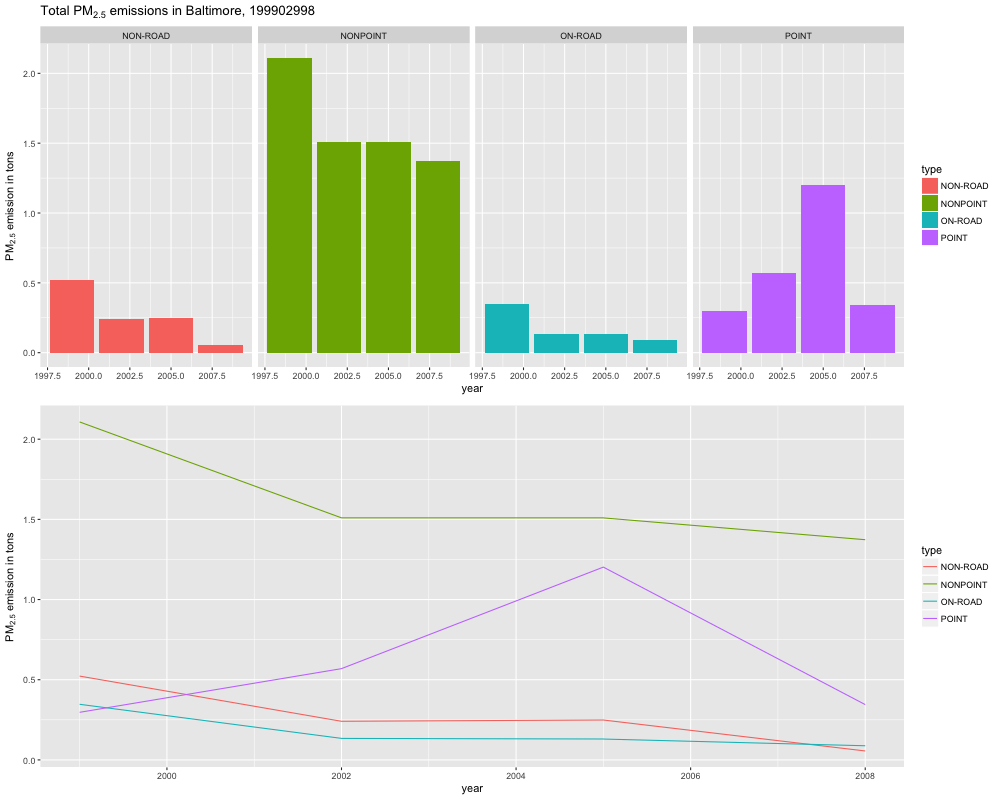 Total PM2.5 emissions in Baltimore, 199902998
NON-ROAD NONPOINT ON-ROAD POINT
PM2.5 emission in tons
2.0
1.5
1.0
0.5
0.0
1997.5 2000.0 2002.5 2005.0 2007.5 1997.5 2000.0 2002.5 2005.0 2007.5 1997.5 2000.0 2002.5 2005.0 2007.5 1997.5 2000.0 2002.5 2005.0 2007.5
year
type
NON-ROAD
NONPOINT
ON-ROAD
POINT
PM2.5 emission in tons
2.0
1.5
1.0
0.5
0.0
2000 2002 2004 2006 2008
year
type
NON-ROAD
NONPOINT
ON-ROAD
POINT